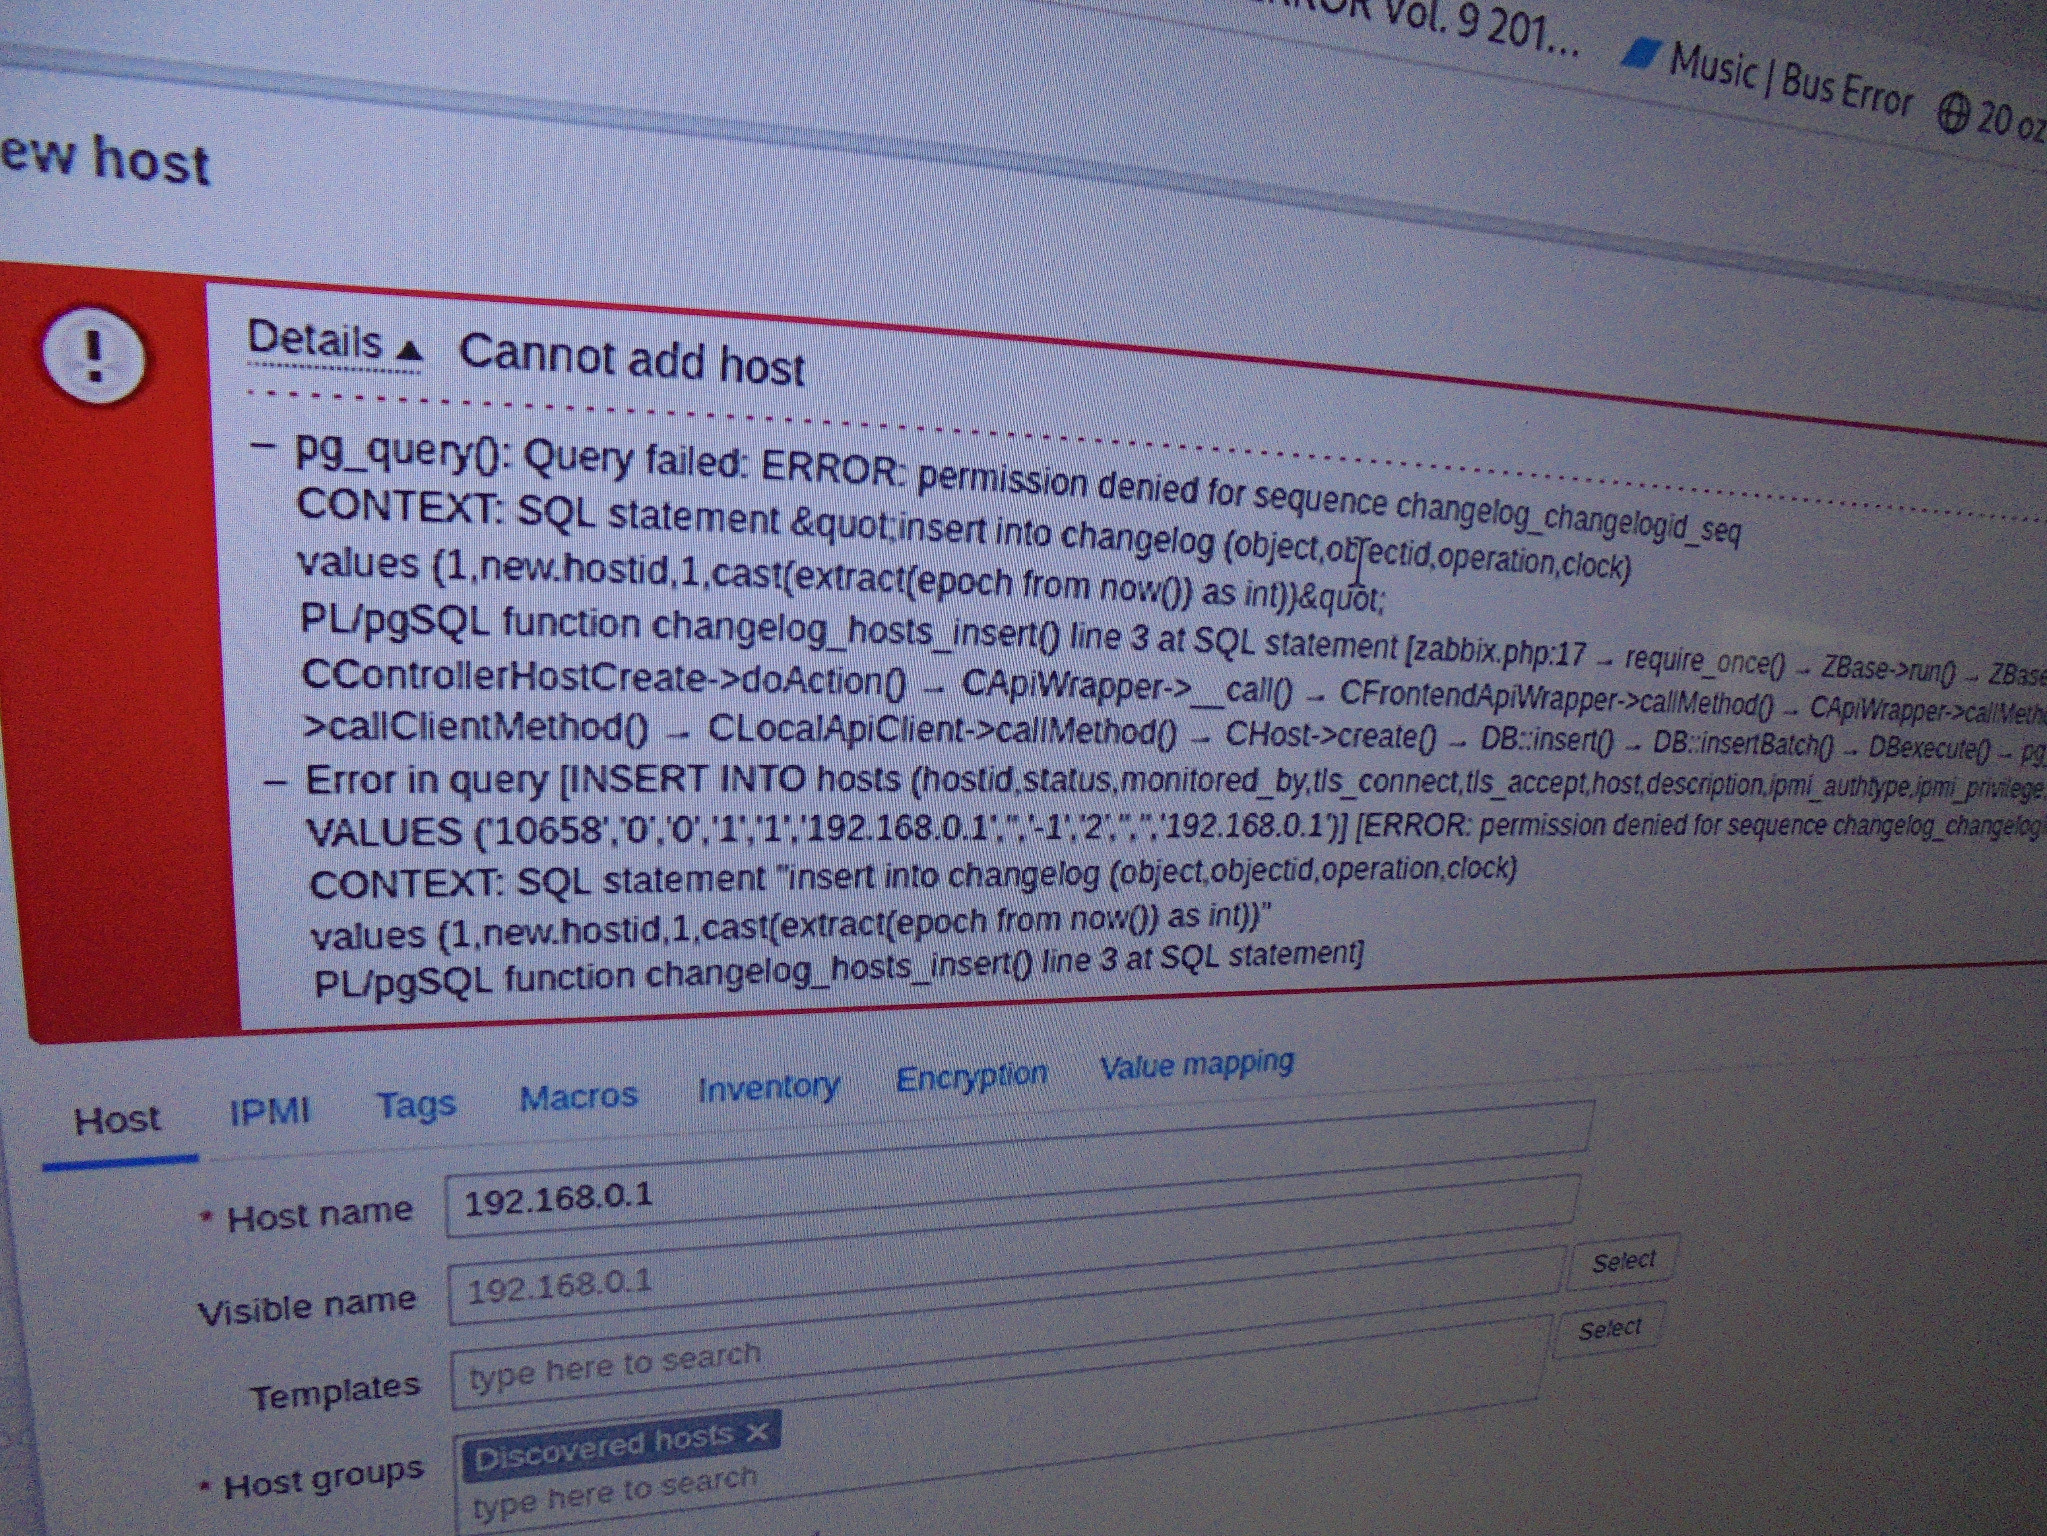 Vol. 9 201...
Music | Bus Error
20 oz
ew host
Details ▲ Cannot add host
– pg_query(): Query failed: ERROR: permission denied for sequence changelog_changelogid_seq
CONTEXT: SQL statement &quot;insert into changelog (object,objectid,operation,clock)
values (1,new.hostid,1,cast(extract(epoch from now()) as int))&quot;
PL/pgSQL function changelog_hosts_insert() line 3 at SQL statement [zabbix.php:17 → require_once() → ZBase->run() → ZBase
CControllerHostCreate->doAction() → CApiWrapper->__call() → CFrontendApiWrapper->callMethod() → CApiWrapper->callMetho
>callClientMethod() → CLocalApiClient->callMethod() → CHost->create() → DB::insert() → DB::insertBatch() → DBexecute() → pg_
– Error in query [INSERT INTO hosts (hostid,status,monitored_by,tls_connect,tls_accept,host,description,ipmi_authtype,ipmi_privilege,
VALUES ('10658','0','0','1','1','192.168.0.1','','-1','2','','','192.168.0.1')] [ERROR: permission denied for sequence changelog_changelog
CONTEXT: SQL statement "insert into changelog (object,objectid,operation,clock)
values (1,new.hostid,1,cast(extract(epoch from now()) as int))"
PL/pgSQL function changelog_hosts_insert() line 3 at SQL statement]
Host IPMI Tags Macros Inventory Encryption Value mapping
* Host name 192.168.0.1
Visible name 192.168.0.1
Templates type here to search Select
* Host groups Discovered hosts ✕ Select
type here to search